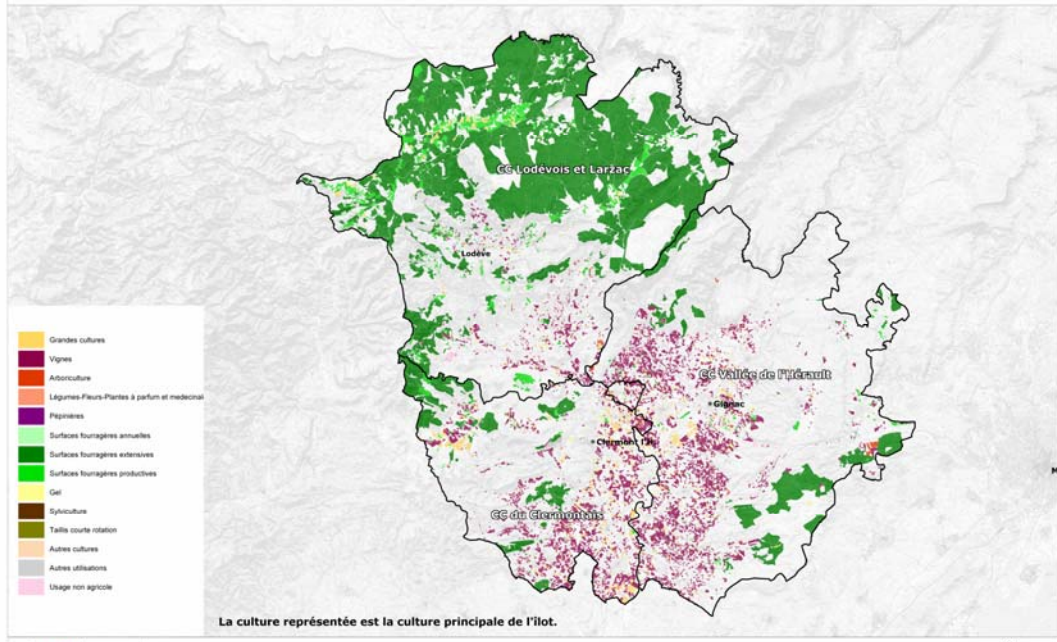 CC Lodévois et Larzac
Lodève
CC Vallée de l'Hérault
Gignac
Clermont l'H
CC du Clermontais
M
Grandes cultures
Vignes
Arboriculture
Légumes-Fleurs-Plantes à parfum et medecinal
Pépinières
Surfaces fourragères annuelles
Surfaces fourragères extensives
Surfaces fourragères productives
Gel
Sylviculture
Taillis courte rotation
Autres cultures
Autres utilisations
Usage non agricole
La culture représentée est la culture principale de l'îlot.